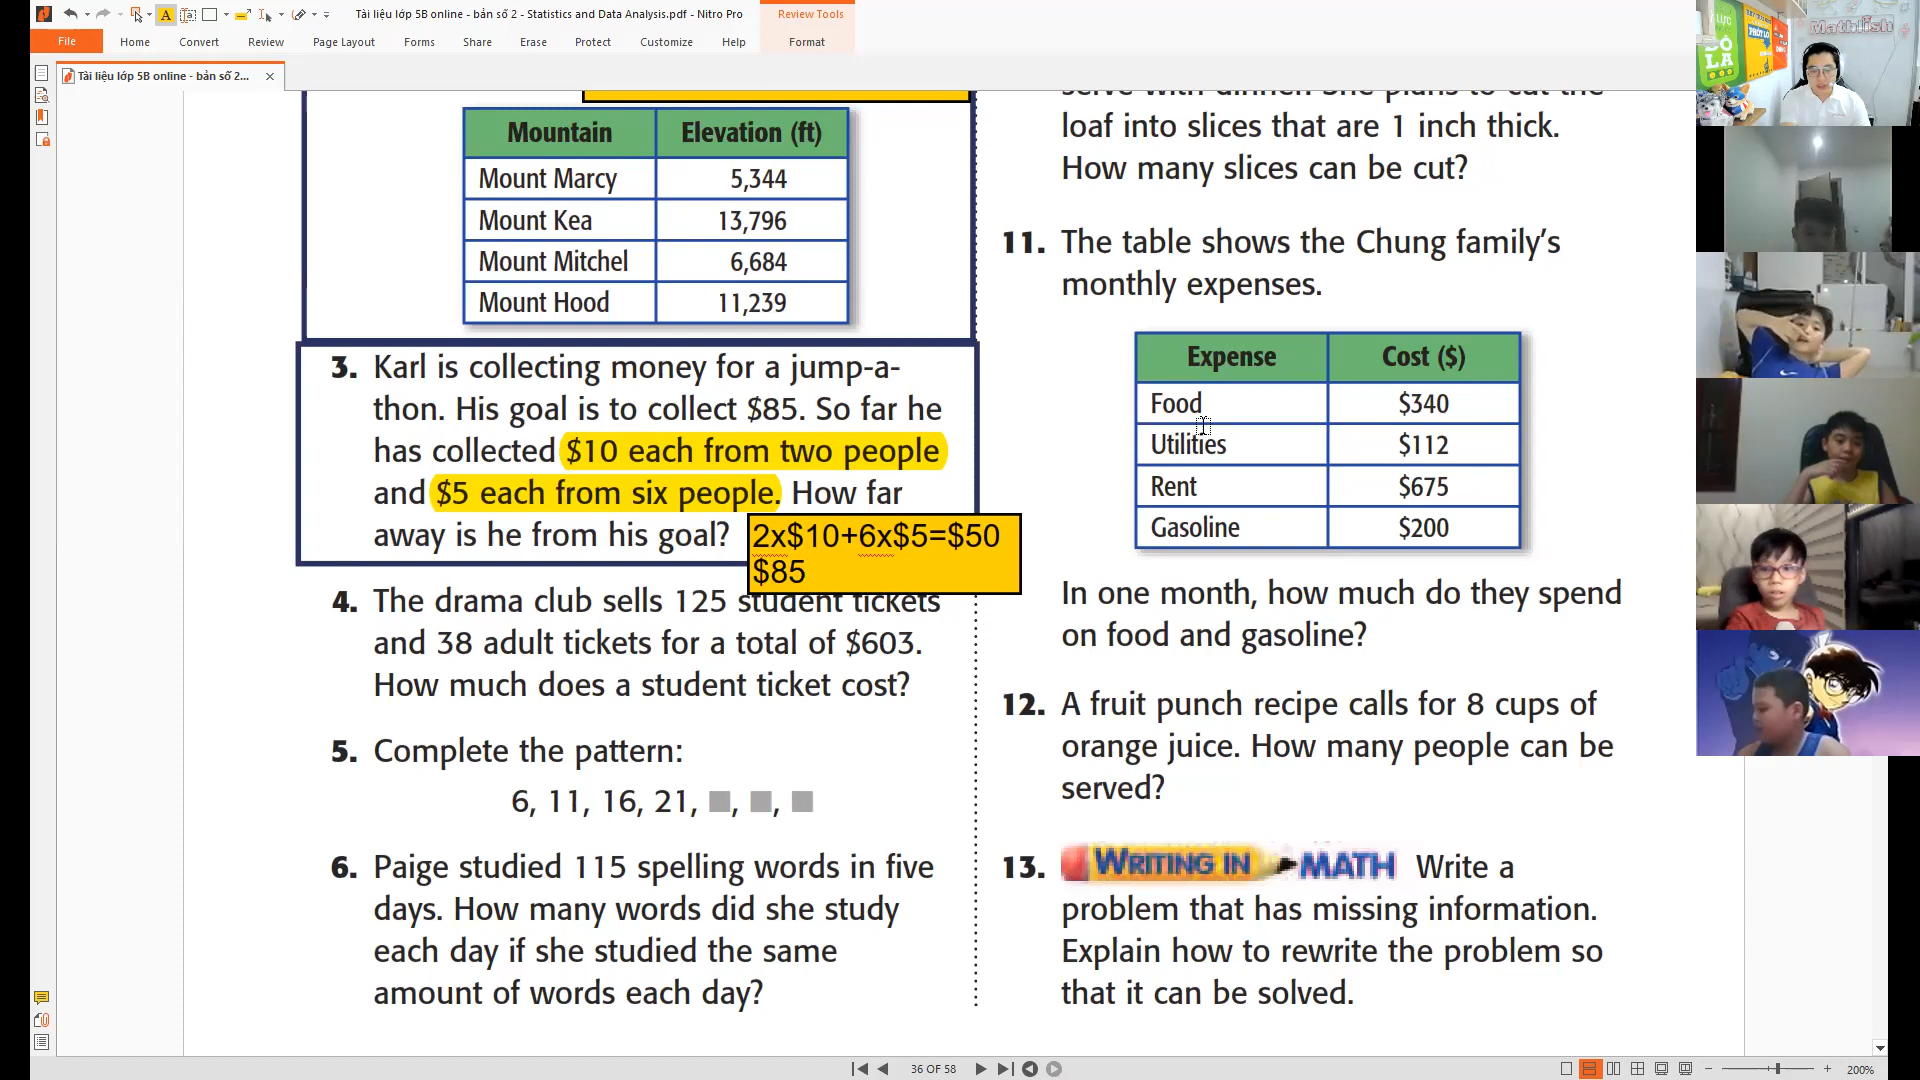 Tài liệu lớp 5B online - bản số 2 - Statistics and Data Analysis.pdf - Nitro Pro
Review Tools
File
Home
Convert
Review
Page Layout
Forms
Share
Erase
Protect
Customize
Help
Format
Tài liệu lớp 5B online - bản số 2...
Mountain Elevation (ft)
Mount Marcy 5,344
Mount Kea 13,796
Mount Mitchel 6,684
Mount Hood 11,239
3. Karl is collecting money for a jump-a-
thon. His goal is to collect $85. So far he
has collected $10 each from two people
and $5 each from six people. How far
away is he from his goal?
2x$10+6x$5=$50
$85
4. The drama club sells 125 student tickets
and 38 adult tickets for a total of $603.
How much does a student ticket cost?
5. Complete the pattern:
6, 11, 16, 21, ■, ■, ■
6. Paige studied 115 spelling words in five
days. How many words did she study
each day if she studied the same
amount of words each day?
serve with dinner. She plans to cut the
loaf into slices that are 1 inch thick.
How many slices can be cut?
11. The table shows the Chung family's
monthly expenses.
Expense Cost ($)
Food $340
Utilities $112
Rent $675
Gasoline $200
In one month, how much do they spend
on food and gasoline?
12. A fruit punch recipe calls for 8 cups of
orange juice. How many people can be
served?
13. WRITING IN MATH Write a
problem that has missing information.
Explain how to rewrite the problem so
that it can be solved.
Mathlish
36 OF 58
200%